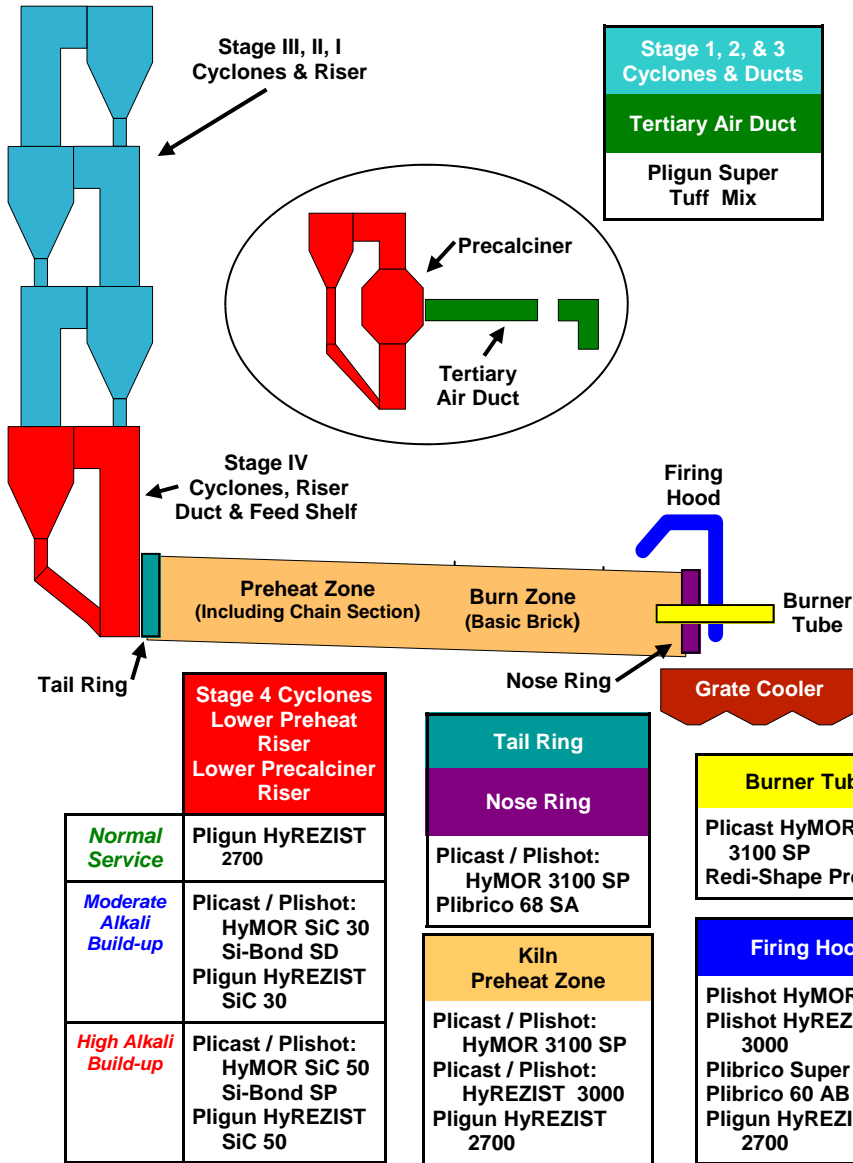 Stage III, II, I
Cyclones & Riser
Stage 1, 2, & 3
Cyclones & Ducts
Tertiary Air Duct
Pligun Super
Tuff Mix
Precalciner
Tertiary
Air Duct
Stage IV
Cyclones, Riser
Duct & Feed Shelf
Firing
Hood
Preheat Zone
(Including Chain Section)
Burn Zone
(Basic Brick)
Burner
Tube
Tail Ring
Nose Ring
Grate Cooler
Stage 4 Cyclones
Lower Preheat
Riser
Lower Precalciner
Riser
Normal
Service
Pligun HyREZIST
2700
Moderate
Alkali
Build-up
Plicast / Plishot:
HyMOR SiC 30
Si-Bond SD
Pligun HyREZIST
SiC 30
High Alkali
Build-up
Plicast / Plishot:
HyMOR SiC 50
Si-Bond SP
Pligun HyREZIST
SiC 50
Tail Ring
Nose Ring
Plicast / Plishot:
HyMOR 3100 SP
Plibrico 68 SA
Kiln
Preheat Zone
Plicast / Plishot:
HyMOR 3100 SP
Plicast / Plishot:
HyREZIST 3000
Pligun HyREZIST
2700
Burner
Plicast HyMOR
3100 SP
Redi-Shape
Firing
Plishot HyMOR
Plishot
3000
Plibrico Super
Plibrico 60 AB
Pligun
2700